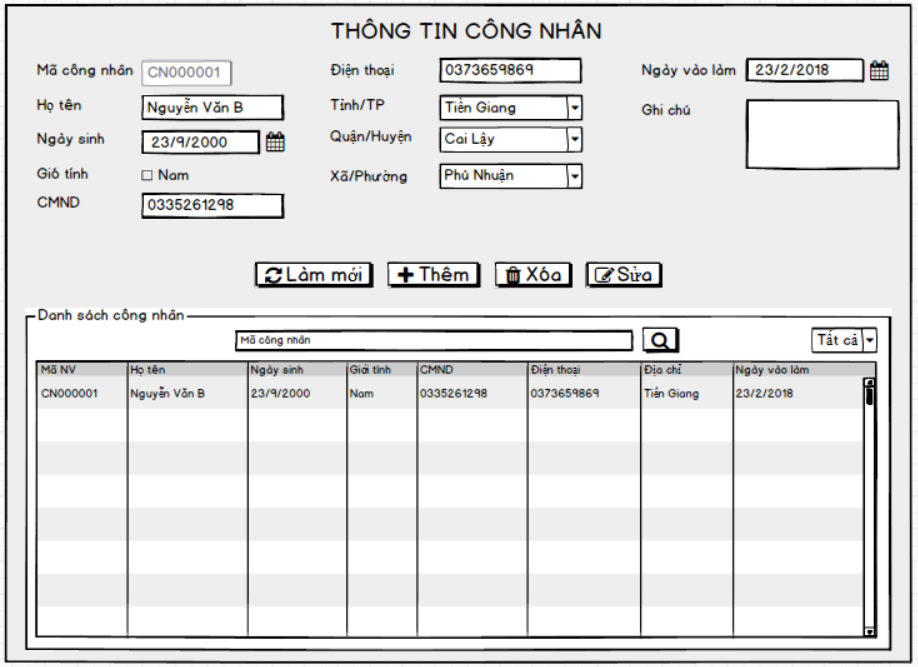 THÔNG TIN CÔNG NHÂN
Mã công nhân CN000001 Điện thoại 0373659869 Ngày vào làm 23/2/2018
Họ tên Nguyễn Văn B Tỉnh/TP Tiền Giang Ghi chú
Ngày sinh 23/9/2000 Quận/Huyện Cai Lậy
Giô tính Nam Xã/Phường Phú Nhuận
CMND 0335261298
Làm mới Thêm Xóa Sửa
Danh sách công nhân
Mã công nhân Tất cả
Mã NV Họ tên Ngày sinh Giới tính CMND Điện thoại Địa chỉ Ngày vào làm
CN000001 Nguyễn Văn B 23/9/2000 Nam 0335261298 0373659869 Tiền Giang 23/2/2018